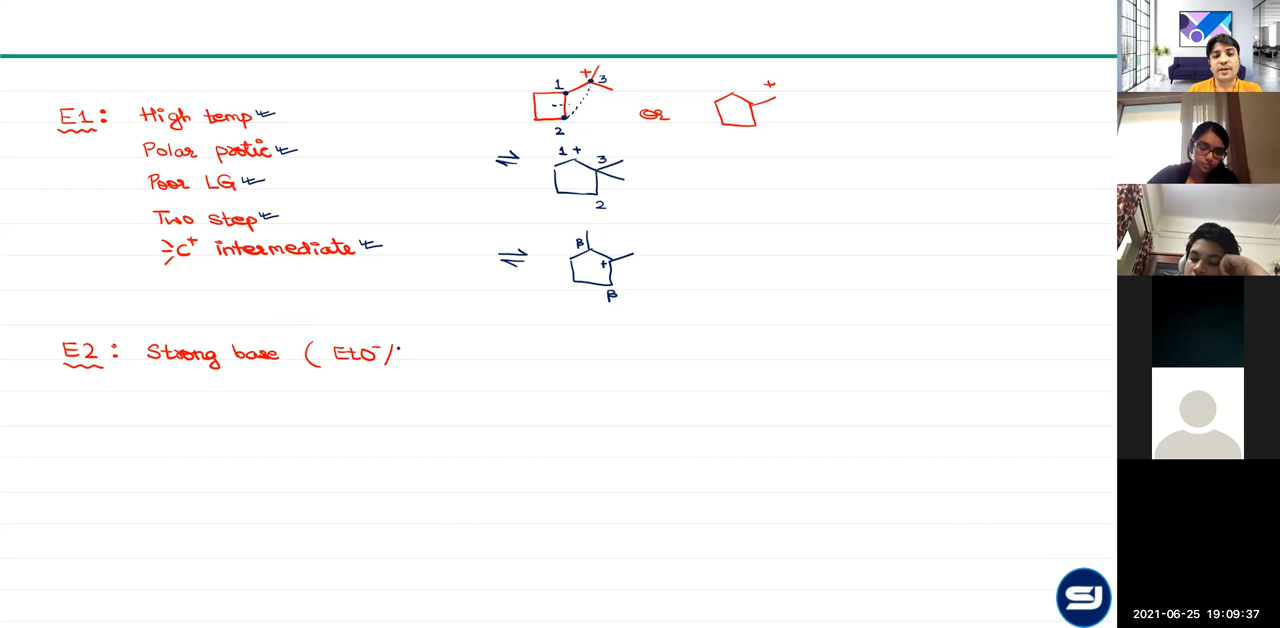 E1: High temp
Polar protic
Poor LG
Two step
C+ intermediate
1 + 3
2
or
+
⇌ 1 + 3
2
⇌ β +
β
E2: Strong base ( EtO⁻/
SJ
2021-06-25 19:09:37